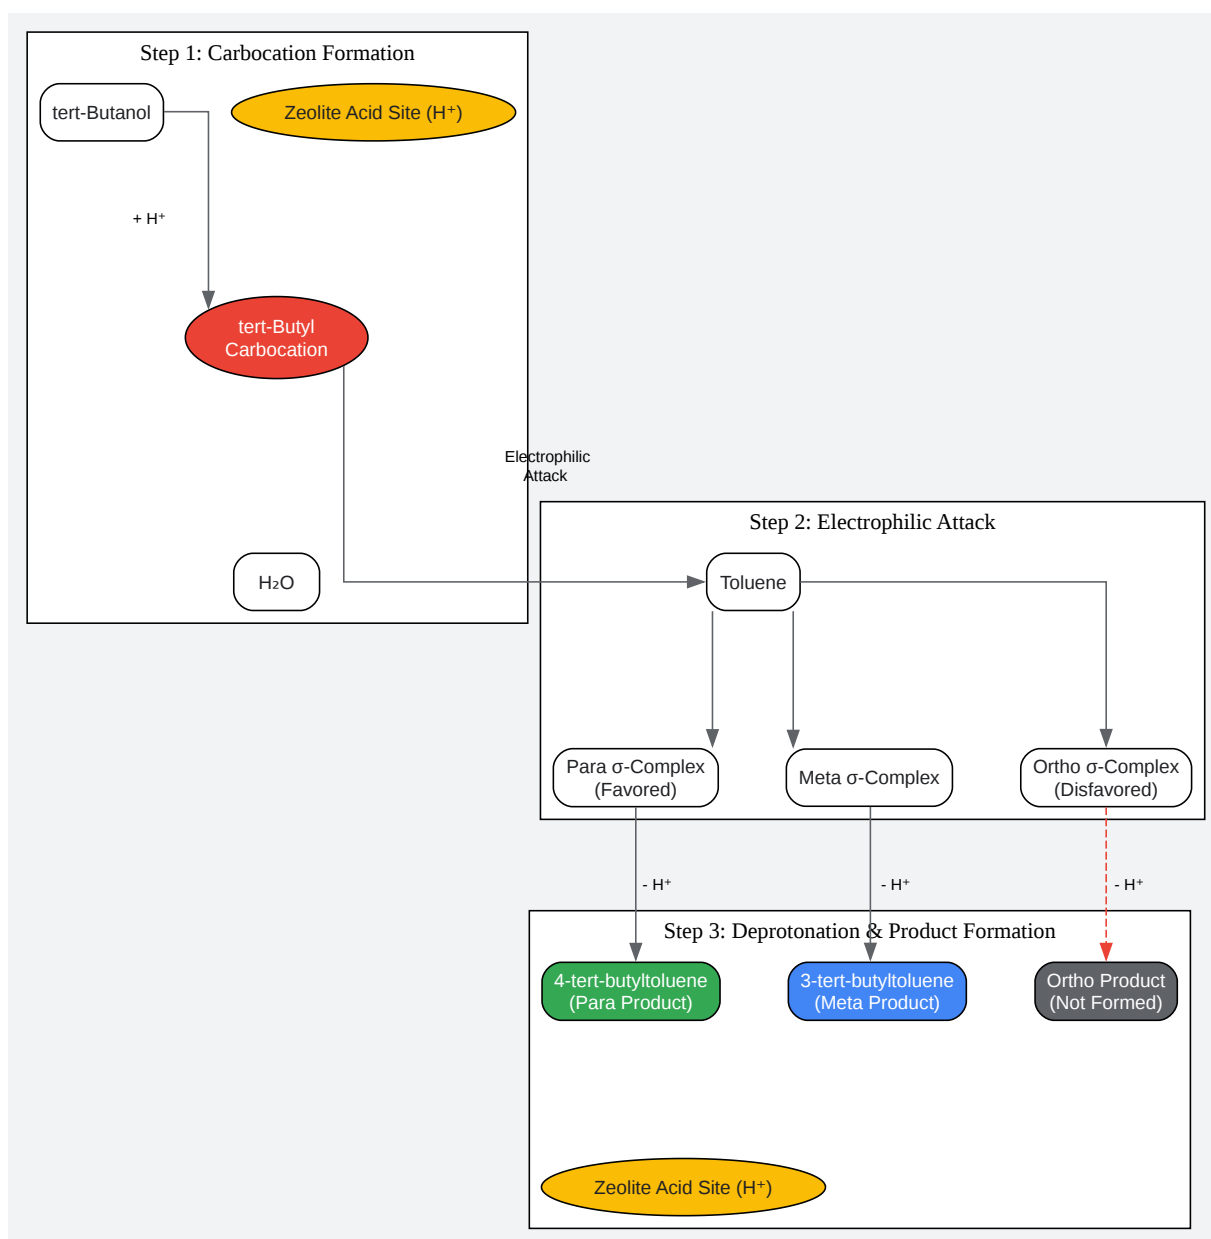 Step 1: Carbocation Formation
tert-Butanol
Zeolite Acid Site (H⁺)
+ H⁺
tert-Butyl
Carbocation
Electrophilic
Attack
H₂O
Step 2: Electrophilic Attack
Toluene
Para σ-Complex
(Favored)
Meta σ-Complex
Ortho σ-Complex
(Disfavored)
- H⁺
- H⁺
- H⁺
Step 3: Deprotonation & Product Formation
4-tert-butyltoluene
(Para Product)
3-tert-butyltoluene
(Meta Product)
Ortho Product
(Not Formed)
Zeolite Acid Site (H⁺)